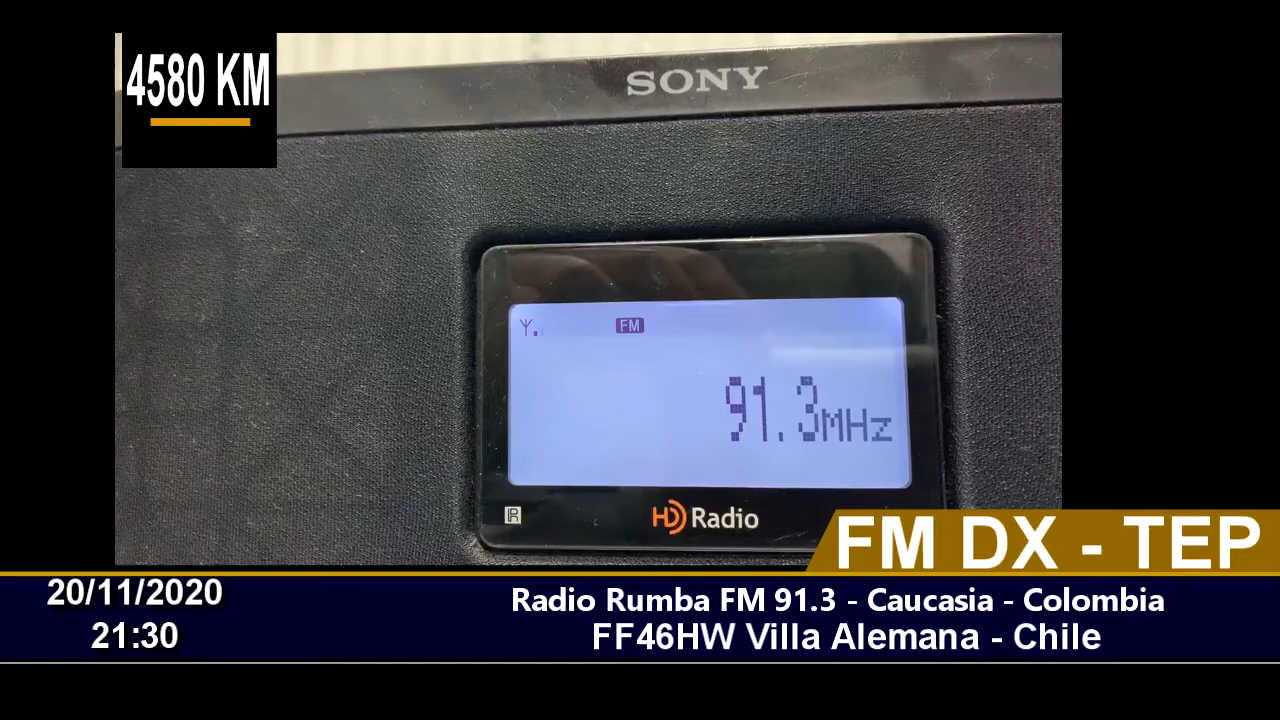 4580 KM
SONY
FM
91.3MHz
HD Radio
FM DX - TEP
20/11/2020
21:30
Radio Rumba FM 91.3 - Caucasia - Colombia
FF46HW Villa Alemana - Chile